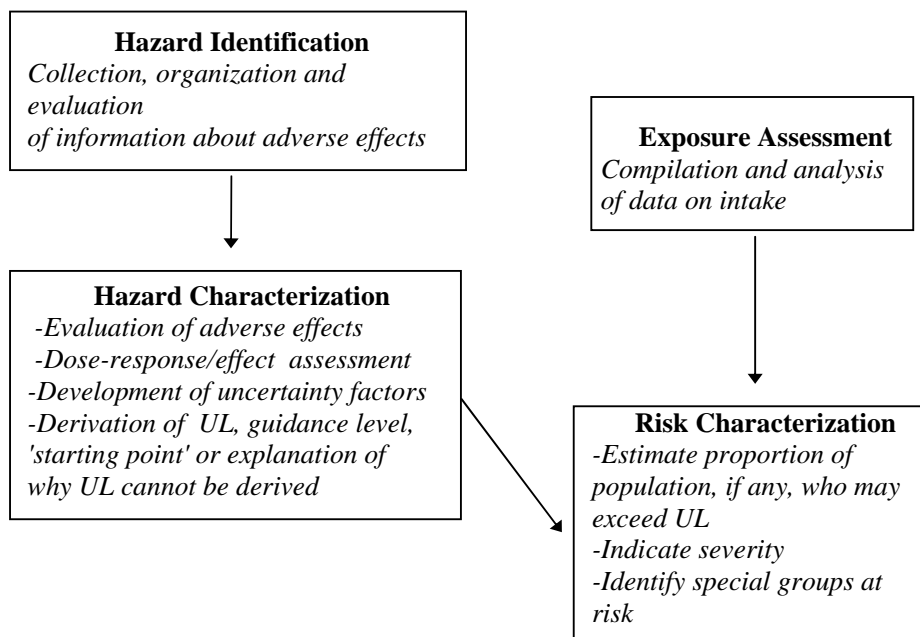 Hazard Identification
Collection, organization and
evaluation
of information about adverse effects
Exposure Assessment
Compilation and analysis
of data on intake
Hazard Characterization
-Evaluation of adverse effects
-Dose-response/effect assessment
-Development of uncertainty factors
-Derivation of UL, guidance level,
'starting point' or explanation of
why UL cannot be derived
Risk Characterization
-Estimate proportion of
population, if any, who may
exceed UL
-Indicate severity
-Identify special groups at
risk